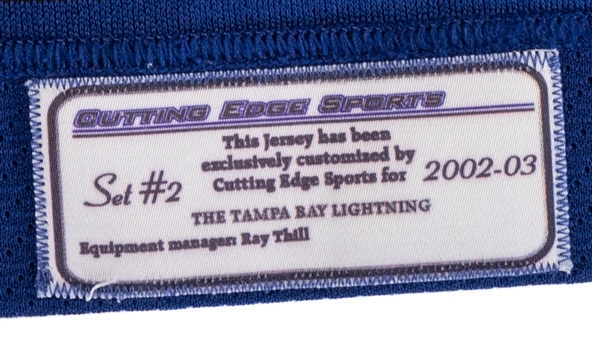 Cutting Edge Sports
This Jersey has been
exclusively customized by
Cutting Edge Sports for
Set #2
2002-03
THE TAMPA BAY LIGHTNING
Equipment manager: Ray Thill